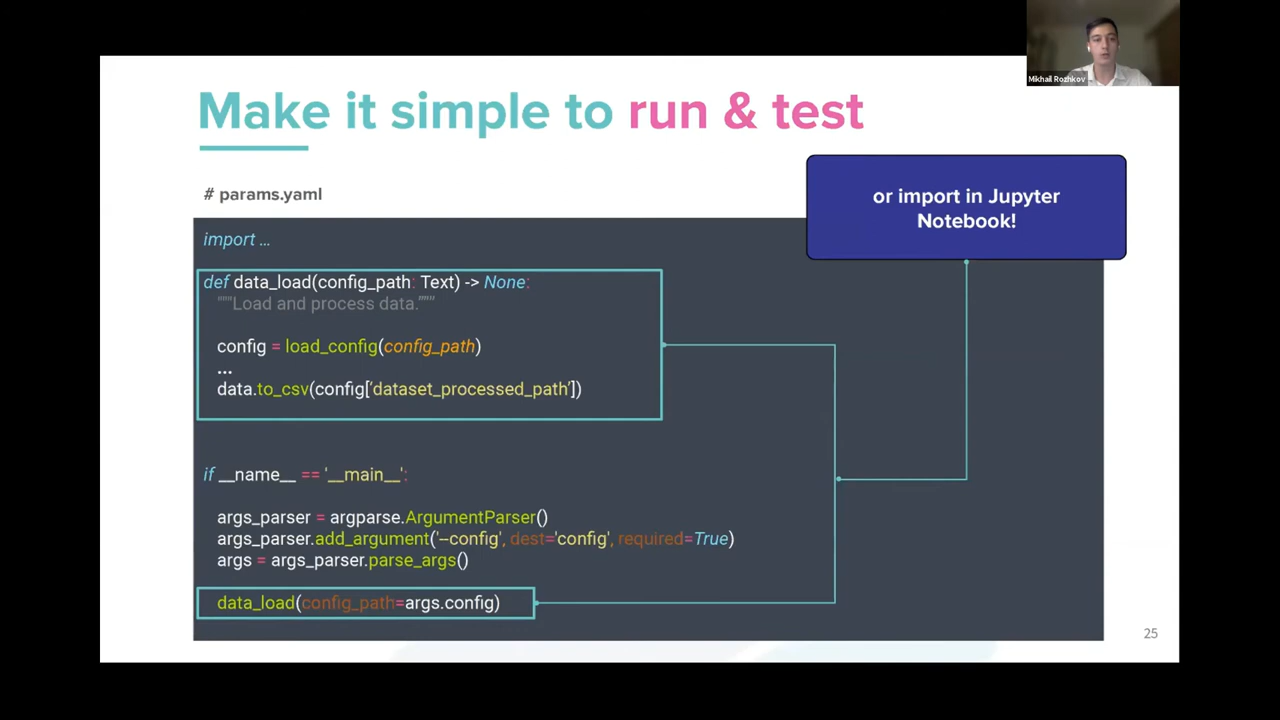 Mikhail Rozhkov
Make it simple to run & test
# params.yaml
or import in Jupyter
Notebook!
import ...
def data_load(config_path: Text) -> None:
"""Load and process data."""
config = load_config(config_path)
...
data.to_csv(config['dataset_processed_path'])
if __name__ == '__main__':
args_parser = argparse.ArgumentParser()
args_parser.add_argument('--config', dest='config', required=True)
args = args_parser.parse_args()
data_load(config_path=args.config)
25